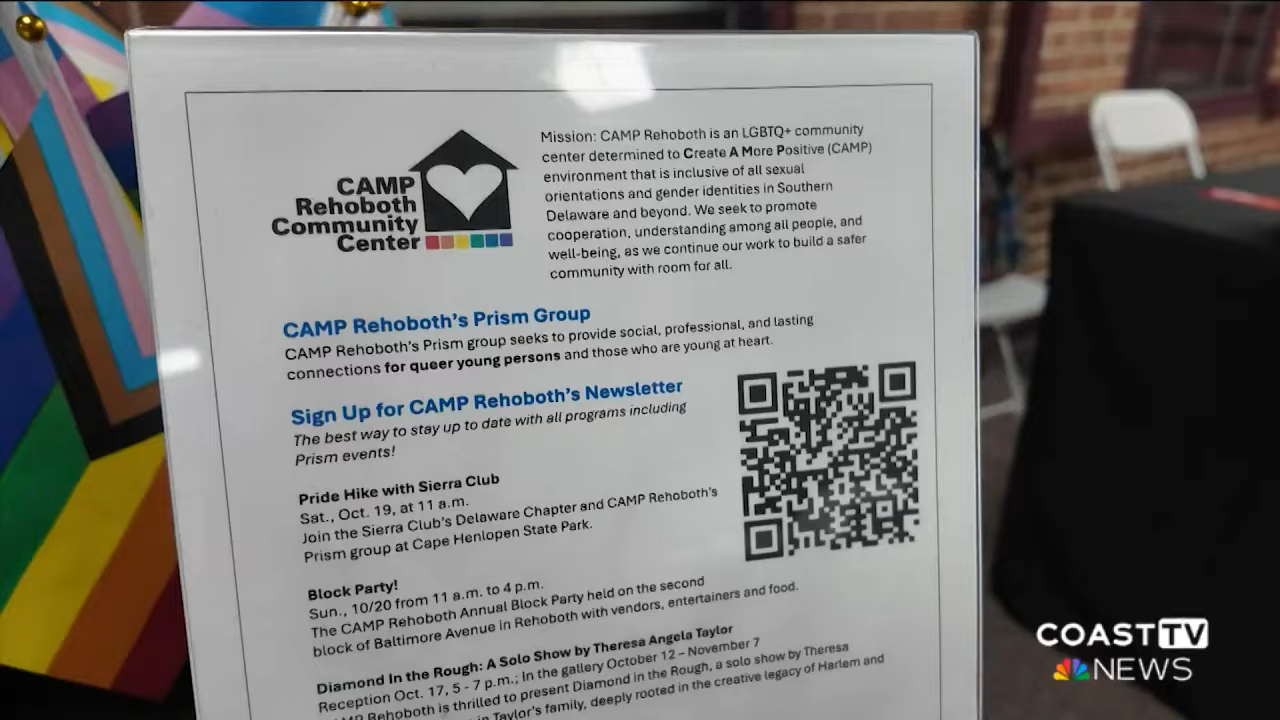 CAMP
Rehoboth
Community
Center
Mission: CAMP Rehoboth is an LGBTQ+ community
center determined to Create A More Positive (CAMP)
environment that is inclusive of all sexual
orientations and gender identities in Southern
Delaware and beyond. We seek to promote
cooperation, understanding among all people, and
well-being, as we continue our work to build a safer
community with room for all.
CAMP Rehoboth's Prism Group
CAMP Rehoboth's Prism group seeks to provide social, professional, and lasting
connections for queer young persons and those who are young at heart.
Sign Up for CAMP Rehoboth's Newsletter
The best way to stay up to date with all programs including
Prism events!
Pride Hike with Sierra Club
Sat., Oct. 19, at 11 a.m.
Join the Sierra Club's Delaware Chapter and CAMP Rehoboth's
Prism group at Cape Henlopen State Park.
Block Party!
Sun., 10/20 from 11 a.m. to 4 p.m.
The CAMP Rehoboth Annual Block Party held on the second
block of Baltimore Avenue in Rehoboth with vendors, entertainers and food.
Diamond In the Rough: A Solo Show by Theresa Angela Taylor
Reception Oct. 17, 5 - 7 p.m.; In the gallery October 12 – November 7
CAMP Rehoboth is thrilled to present Diamond in the Rough, a solo show by Theresa
in Taylor's family, deeply rooted in the creative legacy of Harlem and
COAST TV
NEWS